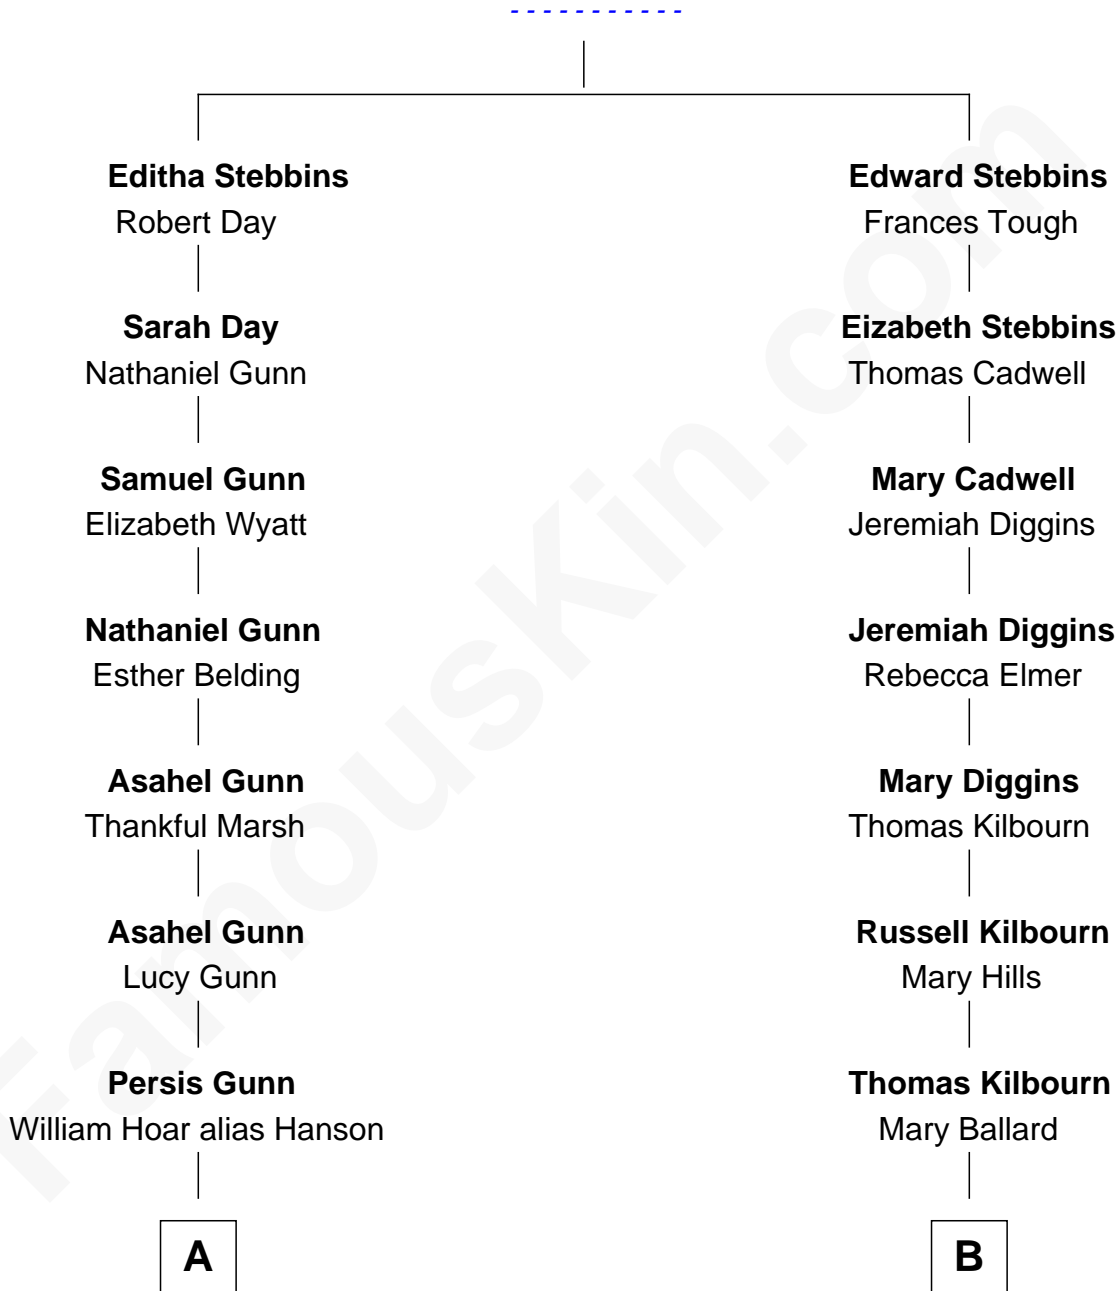 - - - - - - - - - - -
Editha Stebbins
Robert Day
Edward Stebbins
Frances Tough
Sarah Day
Nathaniel Gunn
Eizabeth Stebbins
Thomas Cadwell
Samuel Gunn
Elizabeth Wyatt
Mary Cadwell
Jeremiah Diggins
Nathaniel Gunn
Esther Belding
Jeremiah Diggins
Rebecca Elmer
Asahel Gunn
Thankful Marsh
Mary Diggins
Thomas Kilbourn
Asahel Gunn
Lucy Gunn
Russell Kilbourn
Mary Hills
Persis Gunn
William Hoar alias Hanson
Thomas Kilbourn
Mary Ballard
A
B
FamousKin.com